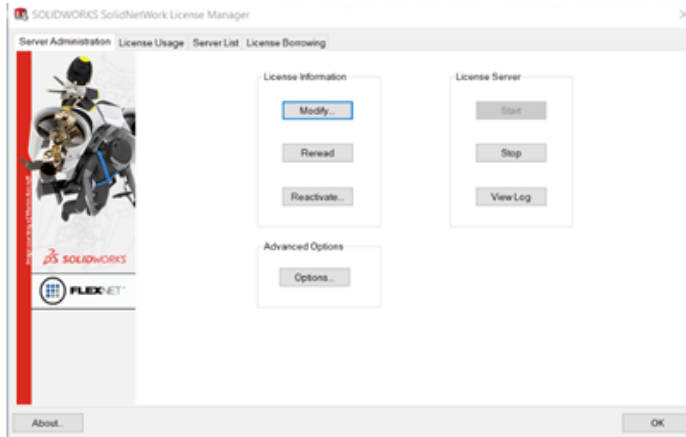 SOLIDWORKS SolidNetWork License Manager
Server Administration License Usage Server List License Borrowing
License Information
Modify...
Reread
Reactivate...
License Server
Start
Stop
View Log
Advanced Options
Options...
SOLIDWORKS
FLEXNET
About..
OK